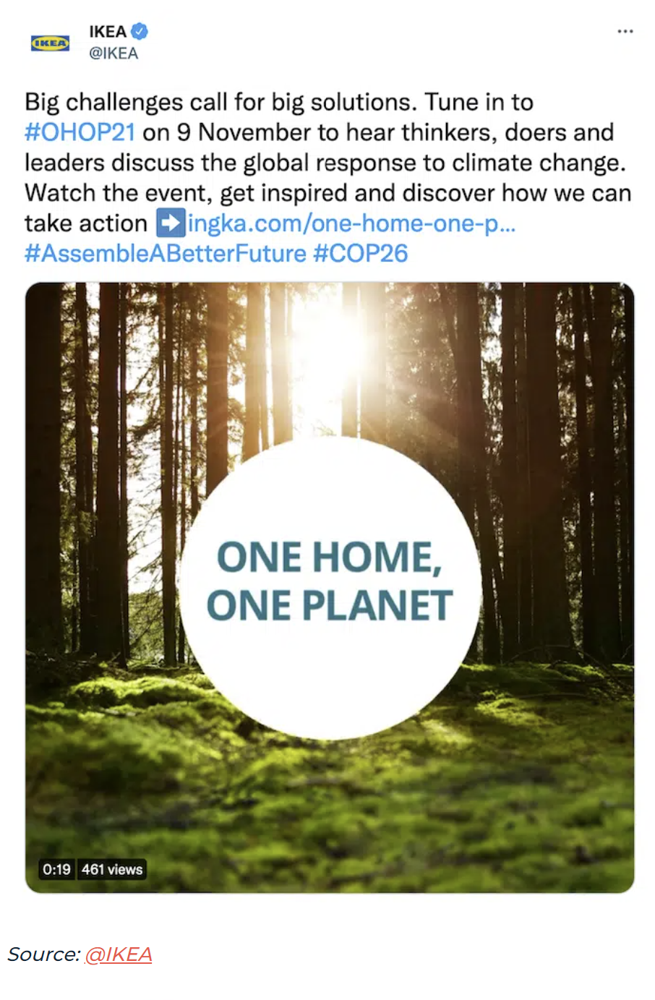 IKEA
IKEA
@IKEA
Big challenges call for big solutions. Tune in to
#OHOP21 on 9 November to hear thinkers, doers and
leaders discuss the global response to climate change.
Watch the event, get inspired and discover how we can
take action ➡️ingka.com/one-home-one-p...
#AssembleABetterFuture #COP26
ONE HOME,
ONE PLANET
0:19 461 views
Source: @IKEA